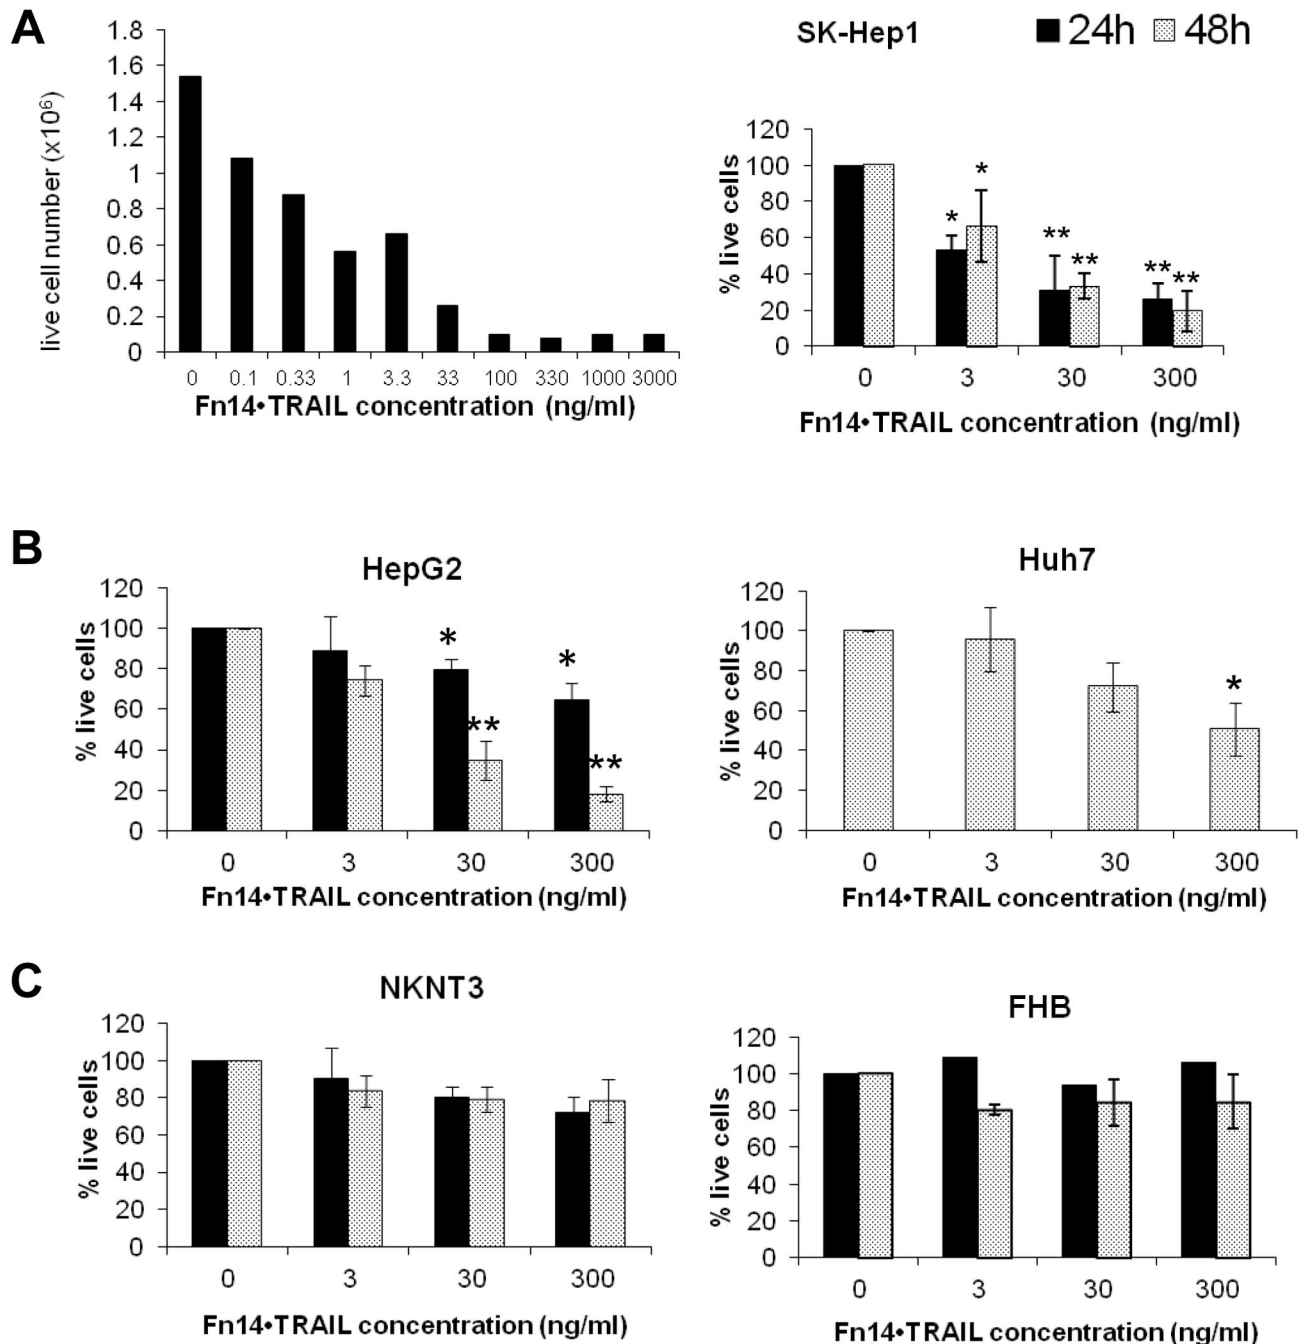 A
1.8
1.6
1.4
1.2
1
0.8
0.6
0.4
0.2
0
live cell number (x10⁶)
0 0.1 0.33 1 3.3 33 100 330 1000 3000
Fn14•TRAIL concentration (ng/ml)
SK-Hep1
24h 48h
120
100
80
60
40
20
0
% live cells
* * ** ** ** **
0 3 30 300
Fn14•TRAIL concentration (ng/ml)
B
HepG2
120
100
80
60
40
20
0
% live cells
* ** * **
0 3 30 300
Fn14•TRAIL concentration (ng/ml)
Huh7
120
100
80
60
40
20
0
% live cells
*
0 3 30 300
Fn14•TRAIL concentration (ng/ml)
C
NKNT3
120
100
80
60
40
20
0
% live cells
0 3 30 300
Fn14•TRAIL concentration (ng/ml)
FHB
120
100
80
60
40
20
0
% live cells
0 3 30 300
Fn14•TRAIL concentration (ng/ml)